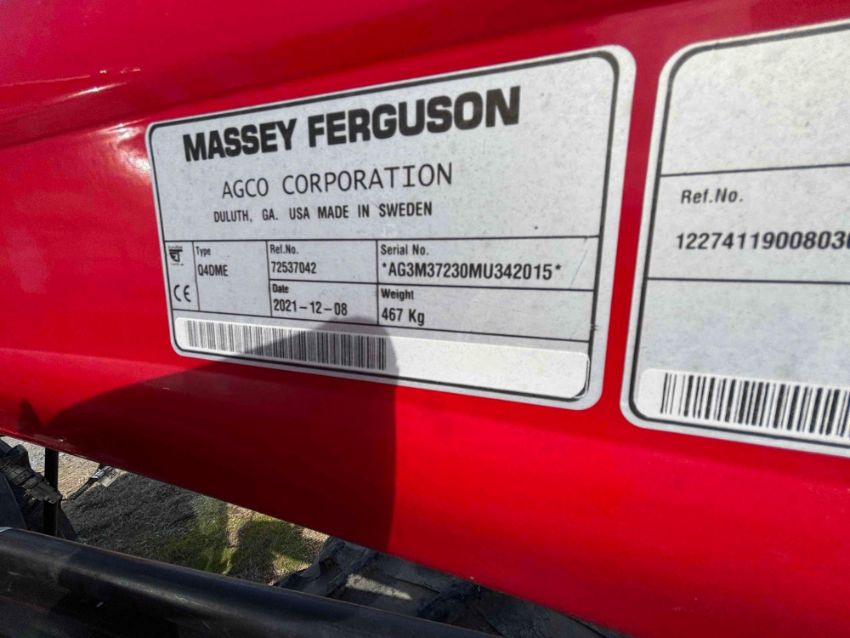 MASSEY FERGUSON
AGCO CORPORATION
DULUTH, GA. USA MADE IN SWEDEN
Type
Q4DME
Ref.No.
72537042
Serial No.
*AG3M37230MU342015*
CE
Date
2021-12-08
Weight
467 Kg
Ref.No.
12274119008030